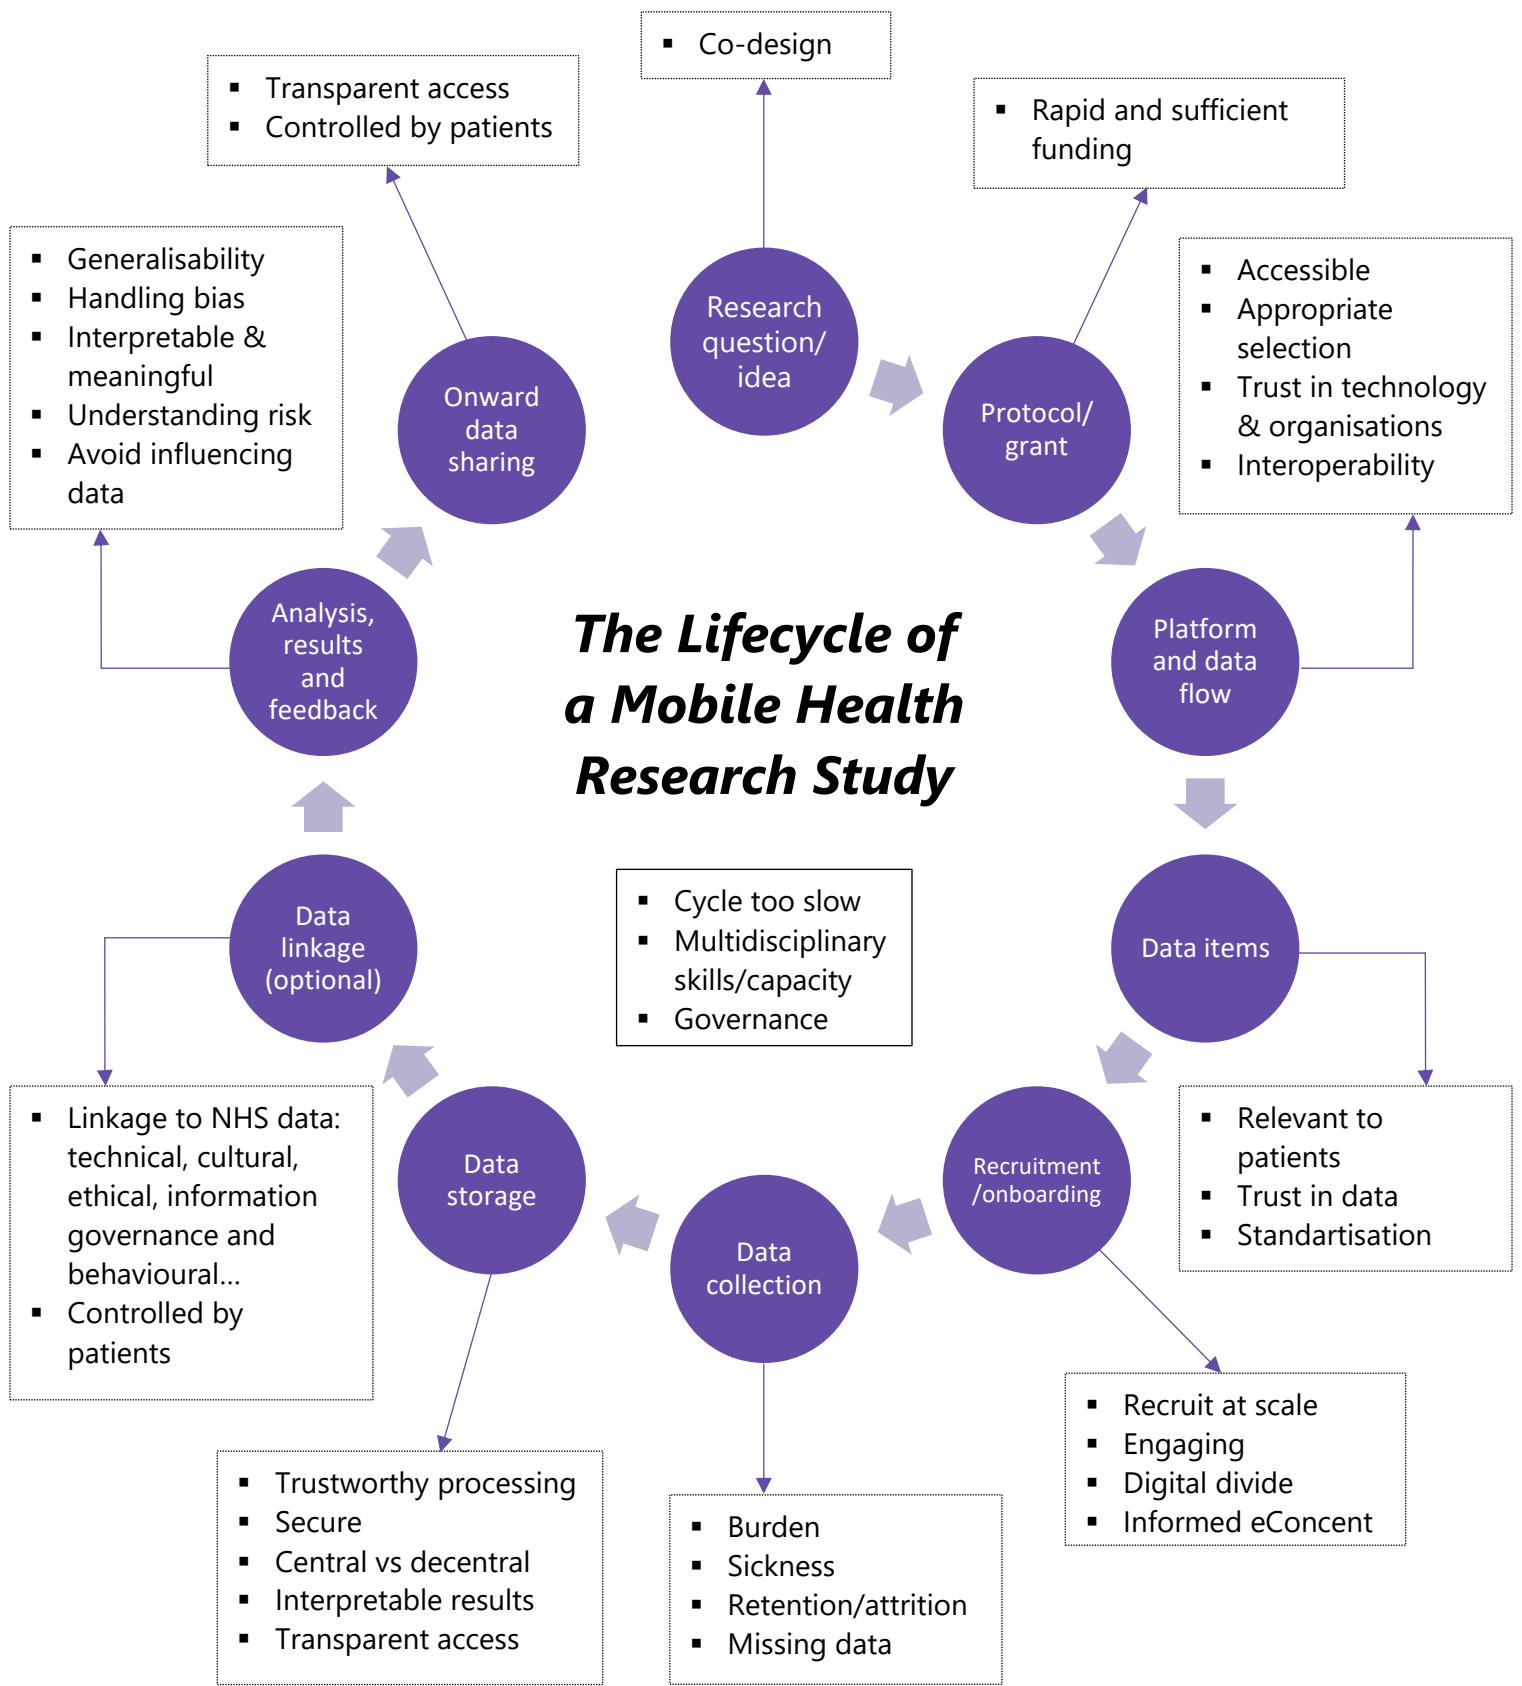 The Lifecycle of
a Mobile Health
Research Study
▪ Cycle too slow
▪ Multidisciplinary
skills/capacity
▪ Governance
Research
question/
idea
▪ Co-design
Protocol/
grant
▪ Rapid and sufficient
funding
Platform
and data
flow
▪ Accessible
▪ Appropriate
selection
▪ Trust in technology
& organisations
▪ Interoperability
Data items
▪ Relevant to
patients
▪ Trust in data
▪ Standartisation
Recruitment
/onboarding
▪ Recruit at scale
▪ Engaging
▪ Digital divide
▪ Informed eConcent
Data
collection
▪ Burden
▪ Sickness
▪ Retention/attrition
▪ Missing data
Data
storage
▪ Trustworthy processing
▪ Secure
▪ Central vs decentral
▪ Interpretable results
▪ Transparent access
Data
linkage
(optional)
▪ Linkage to NHS data:
technical, cultural,
ethical, information
governance and
behavioural...
▪ Controlled by
patients
Analysis,
results
and
feedback
▪ Generalisability
▪ Handling bias
▪ Interpretable &
meaningful
▪ Understanding risk
▪ Avoid influencing
data
Onward
data
sharing
▪ Transparent access
▪ Controlled by patients